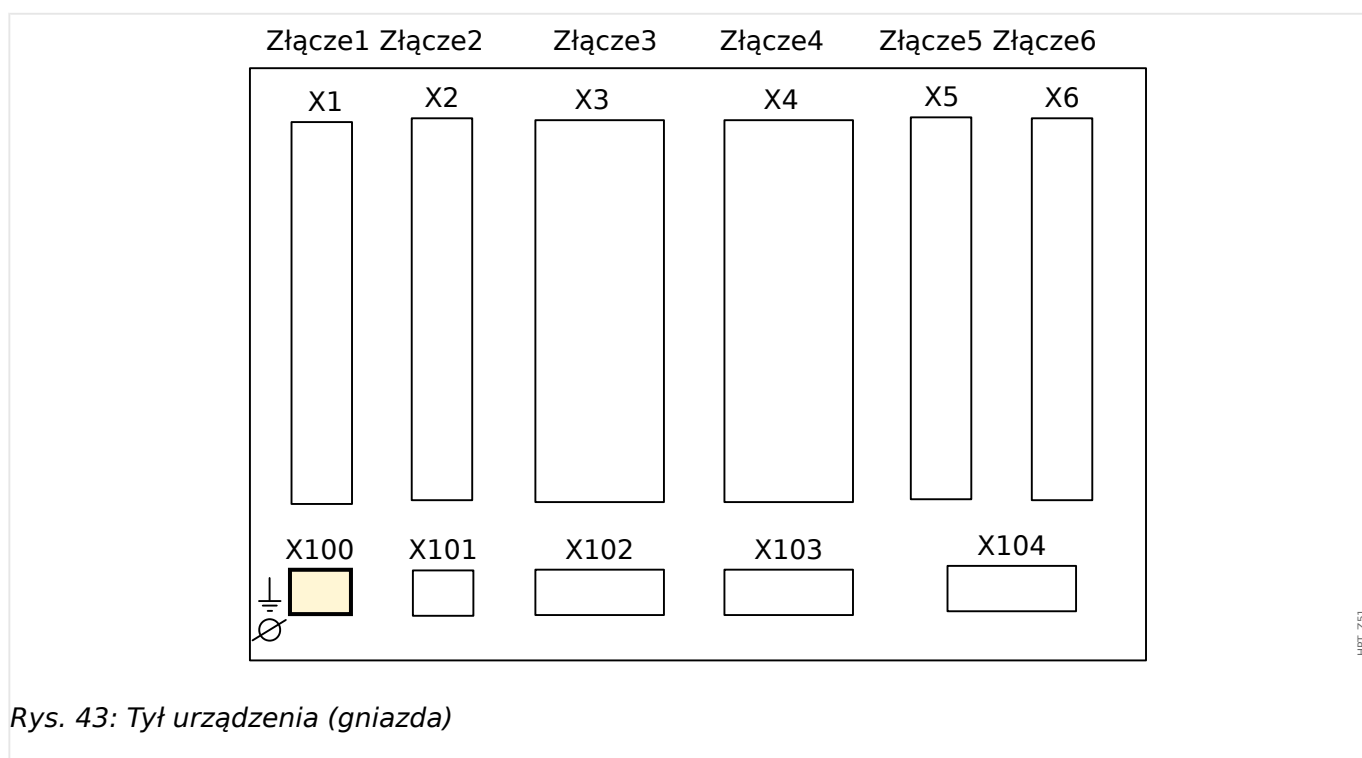 Złącze1 Złącze2 Złącze3 Złącze4 Złącze5 Złącze6
X1 X2 X3 X4 X5 X6
X100 X101 X102 X103 X104
Rys. 43: Tył urządzenia (gniazda)